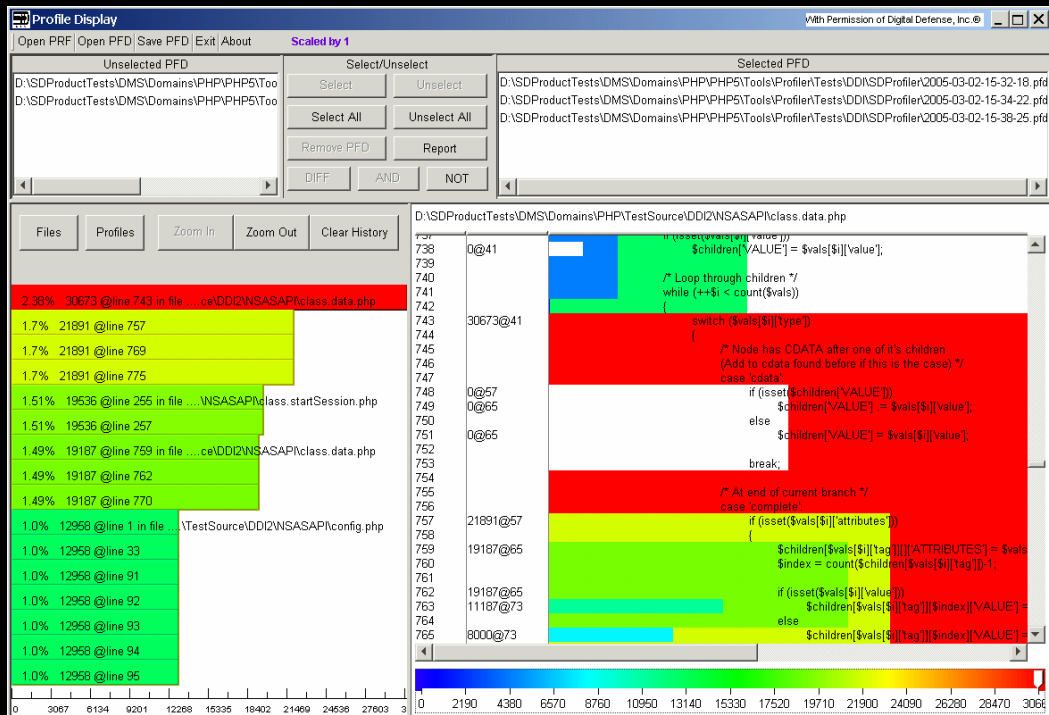 Profile Display
With Permission of Digital Defense, Inc.®
Open PRF Open PFD Save PFD Exit About Scaled by 1
Unselected PFD
D:\SDProductTests\DMS\Domains\PHP\PHP5\Too
D:\SDProductTests\DMS\Domains\PHP\PHP5\Too
Select/Unselect
Select Unselect
Select All Unselect All
Remove PFD Report
DIFF AND NOT
Selected PFD
D:\SDProductTests\DMS\Domains\PHP\PHP5\Tools\Profiler\Tests\DDI\SDProfiler\2005-03-02-15-32-18.pfd
D:\SDProductTests\DMS\Domains\PHP\PHP5\Tools\Profiler\Tests\DDI\SDProfiler\2005-03-02-15-34-22.pfd
D:\SDProductTests\DMS\Domains\PHP\PHP5\Tools\Profiler\Tests\DDI\SDProfiler\2005-03-02-15-38-25.pfd
Files Profiles Zoom In Zoom Out Clear History
2.38% 30673 @line 743 in file ....ce\DDI2\NSASAPI\class.data.php
1.7% 21891 @line 757
1.7% 21891 @line 769
1.7% 21891 @line 775
1.51% 19536 @line 255 in file ....\NSASAPI\class.startSession.php
1.51% 19536 @line 257
1.49% 19187 @line 759 in file ....ce\DDI2\NSASAPI\class.data.php
1.49% 19187 @line 762
1.49% 19187 @line 770
1.0% 12958 @line 1 in file ....\TestSource\DDI2\NSASAPI\config.php
1.0% 12958 @line 33
1.0% 12958 @line 91
1.0% 12958 @line 92
1.0% 12958 @line 93
1.0% 12958 @line 94
1.0% 12958 @line 95
0 3067 6134 9201 12268 15335 18402 21469 24536 27603 3
D:\SDProductTests\DMS\Domains\PHP\TestSource\DDI2\NSASAPI\class.data.php
737 if (isset($vals[$i]['value']))
738 0@41 $children['VALUE'] = $vals[$i]['value'];
739
740 /* Loop through children */
741 while (++$i < count($vals))
742 {
743 30673@41 switch ($vals[$i]['type'])
744 {
745 /* Node has CDATA after one of it's children
746 (Add to cdata found before if this is the case) */
747 case 'cdata':
748 0@57 if (isset($children['VALUE']))
749 0@65 $children['VALUE'] .= $vals[$i]['value'];
750 else
751 0@65 $children['VALUE'] = $vals[$i]['value'];
752
753 break;
754
755 /* At end of current branch */
756 case 'complete':
757 21891@57 if (isset($vals[$i]['attributes']))
758 {
759 19187@65 $children[$vals[$i]['tag']][]['ATTRIBUTES'] = $vals
760 $index = count($children[$vals[$i]['tag']])-1;
761
762 19187@65 if (isset($vals[$i]['value']))
763 11187@73 $children[$vals[$i]['tag']][$index]['VALUE'] =
764 else
765 8000@73 $children[$vals[$i]['tag']][$index]['VALUE'] =
0 2190 4380 6570 8760 10950 13140 15330 17520 19710 21900 24090 26280 28470 3066